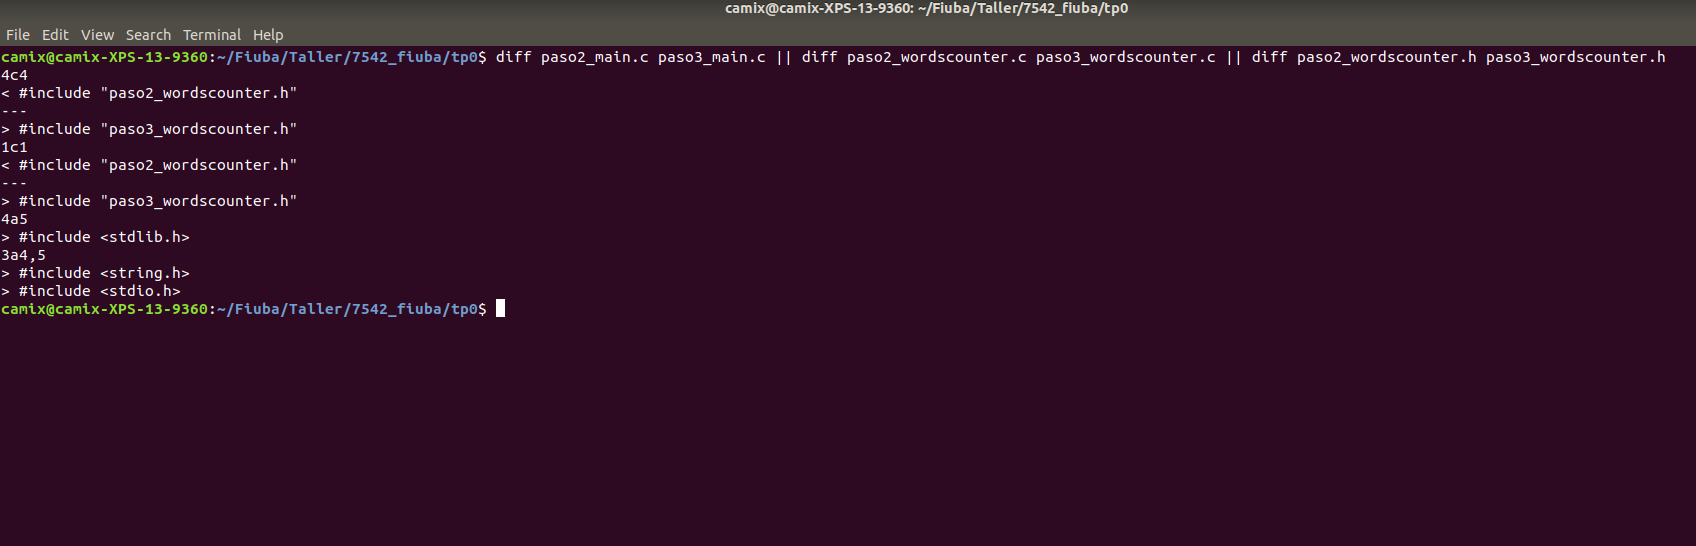 camix@camix-XPS-13-9360: ~/Fiuba/Taller/7542_fiuba/tp0
File Edit View Search Terminal Help
camix@camix-XPS-13-9360:~/Fiuba/Taller/7542_fiuba/tp0$ diff paso2_main.c paso3_main.c || diff paso2_wordscounter.c paso3_wordscounter.c || diff paso2_wordscounter.h paso3_wordscounter.h
4c4
< #include "paso2_wordscounter.h"
---
> #include "paso3_wordscounter.h"
1c1
< #include "paso2_wordscounter.h"
---
> #include "paso3_wordscounter.h"
4a5
> #include <stdlib.h>
3a4,5
> #include <string.h>
> #include <stdio.h>
camix@camix-XPS-13-9360:~/Fiuba/Taller/7542_fiuba/tp0$